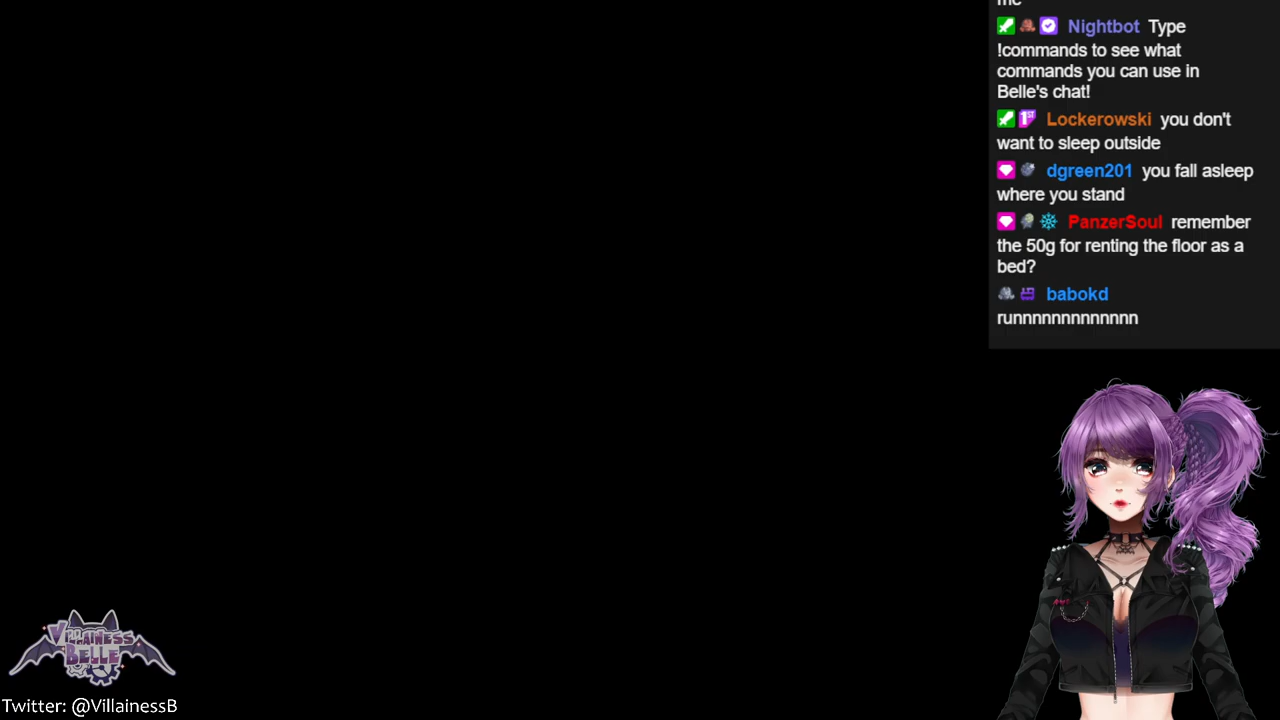 me
Nightbot Type
!commands to see what
commands you can use in
Belle's chat!
Lockerowski you don't
want to sleep outside
dgreen201 you fall asleep
where you stand
PanzerSoul remember
the 50g for renting the floor as a
bed?
babokd
runnnnnnnnnnnnn
VILLAINESS
BELLE
Twitter: @VillainessB